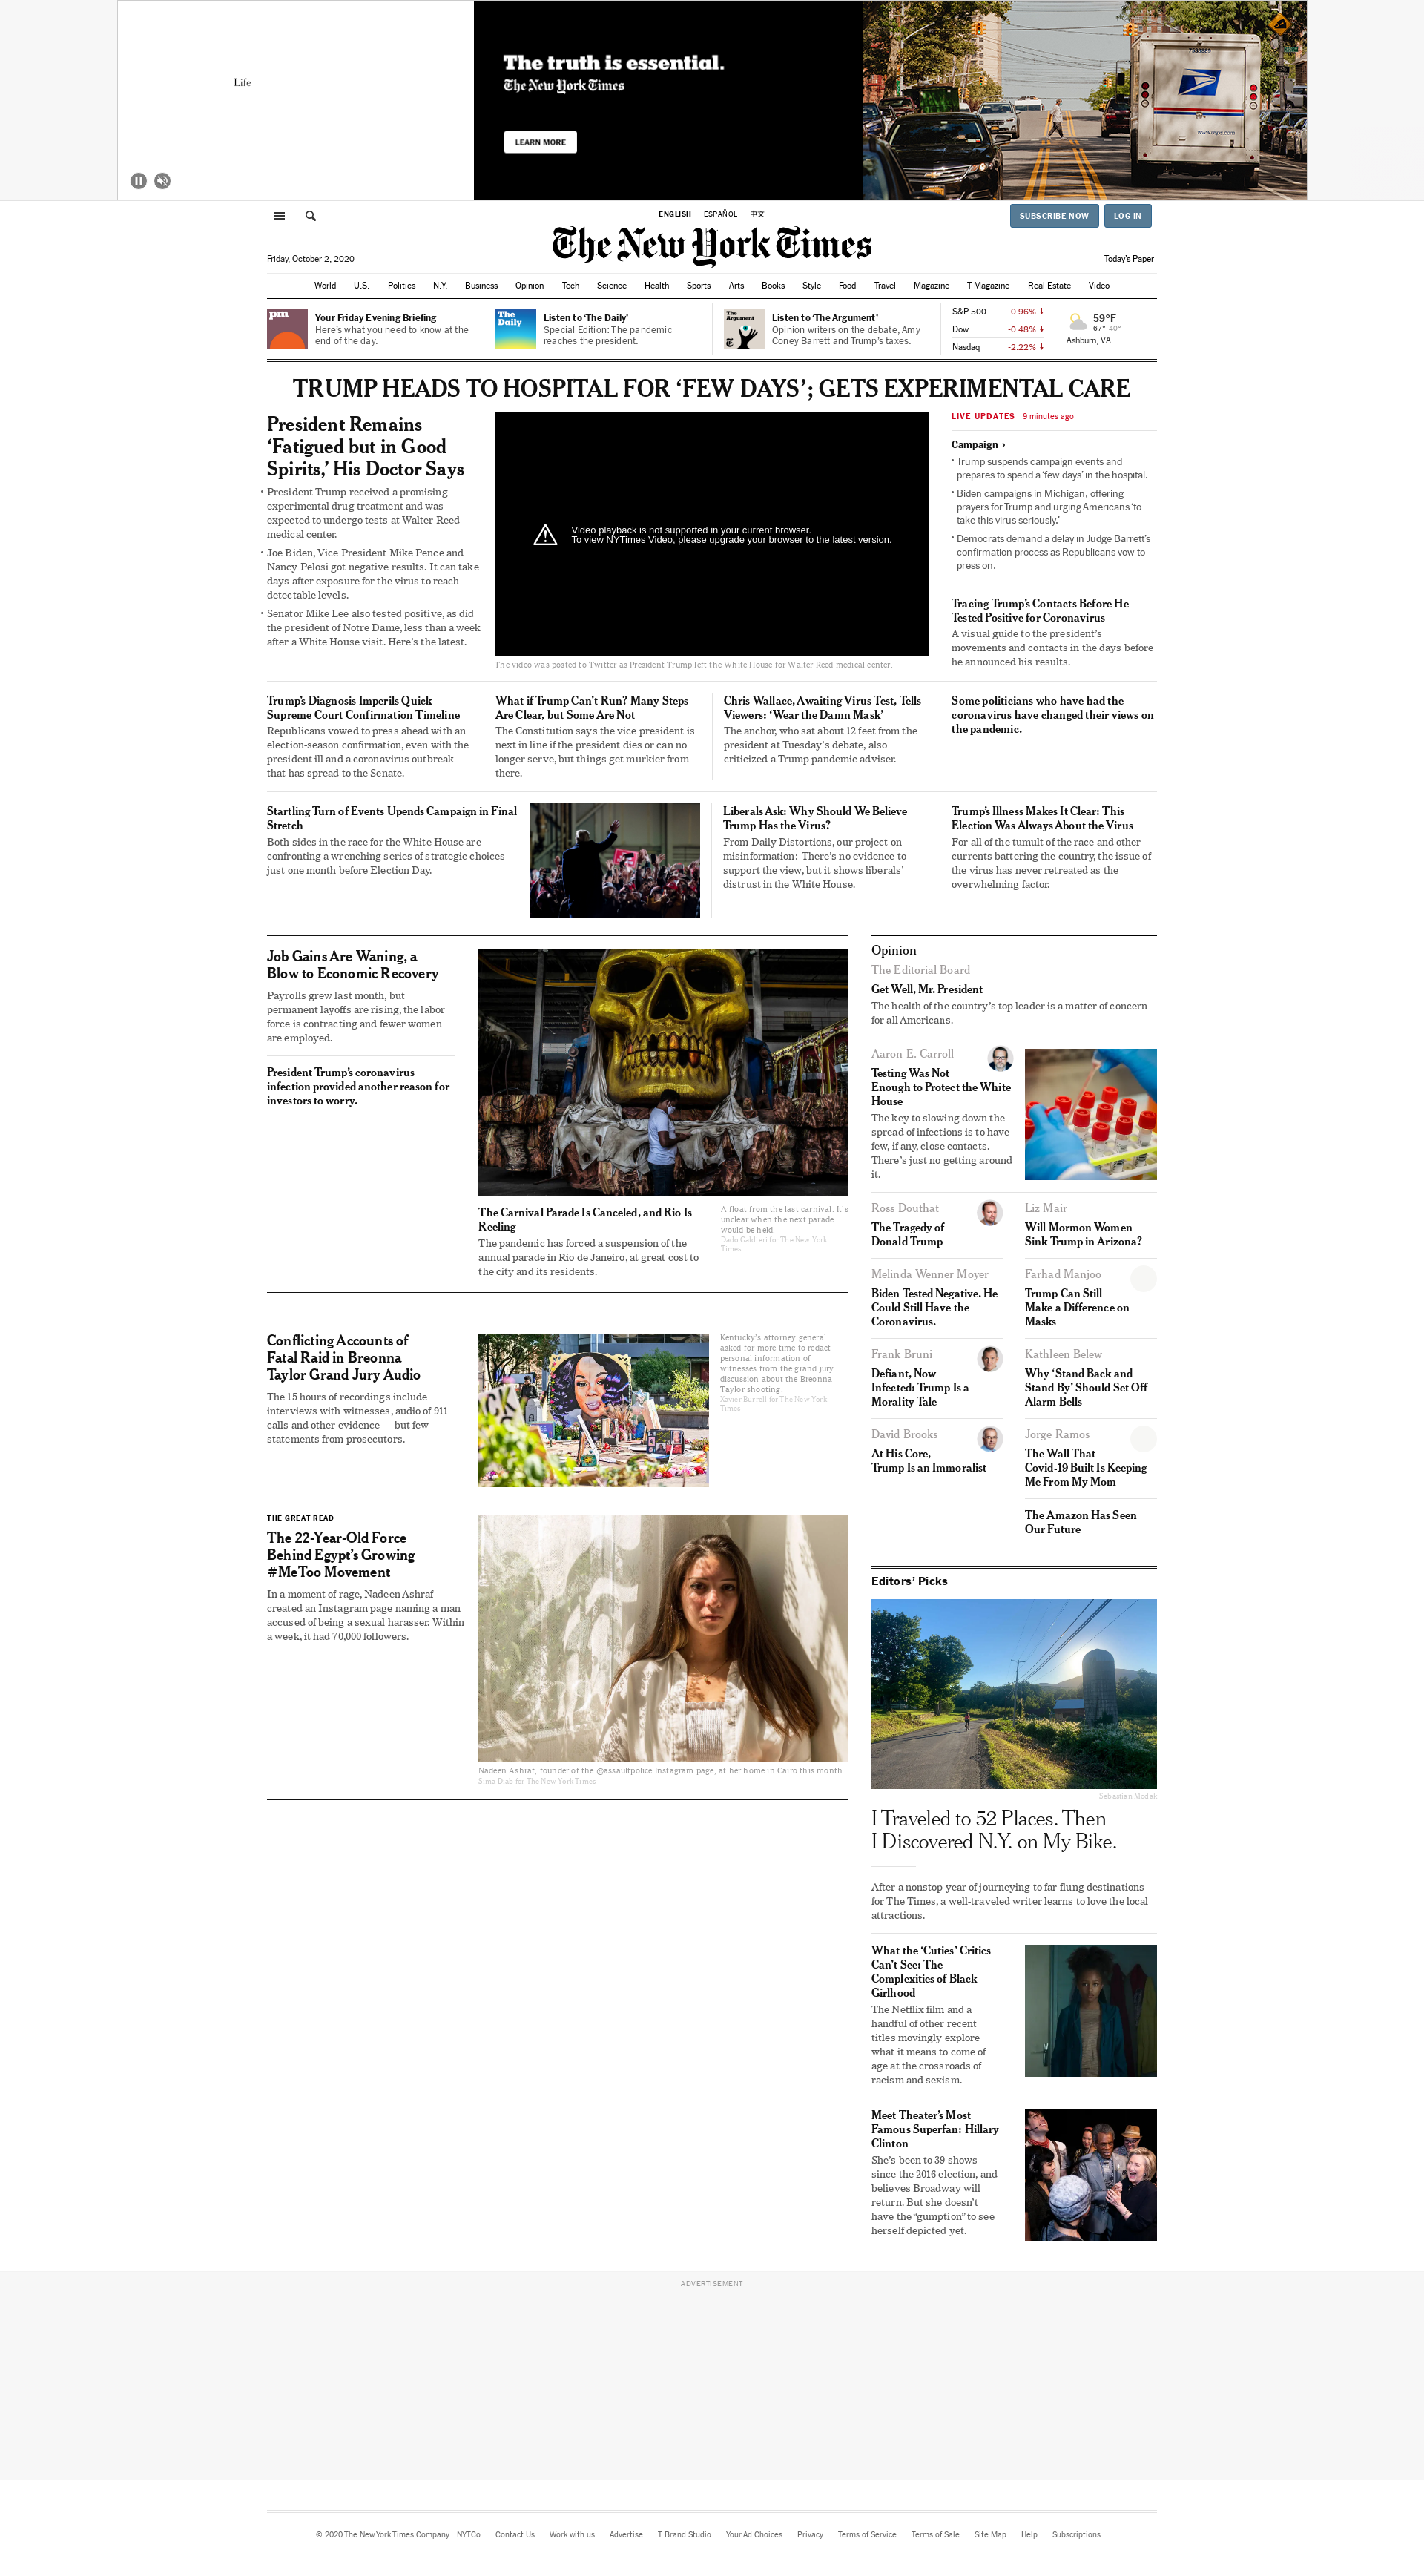 Life
The truth is essential.
The New York Times
LEARN MORE
ENGLISH ESPAÑOL 中文
SUBSCRIBE NOW LOG IN
The New York Times
Friday, October 2, 2020
Today's Paper
World U.S. Politics N.Y. Business Opinion Tech Science Health Sports Arts Books Style Food Travel Magazine T Magazine Real Estate Video
pm
Your Friday Evening Briefing
Here's what you need to know at the
end of the day.
The
Daily
Listen to 'The Daily'
Special Edition: The pandemic
reaches the president.
The
Argument
Listen to 'The Argument'
Opinion writers on the debate, Amy
Coney Barrett and Trump's taxes.
S&P 500 -0.96% ↓
Dow -0.48% ↓
Nasdaq -2.22% ↓
59°F
67° 40°
Ashburn, VA
TRUMP HEADS TO HOSPITAL FOR 'FEW DAYS'; GETS EXPERIMENTAL CARE
President Remains
'Fatigued but in Good
Spirits,' His Doctor Says
• President Trump received a promising
experimental drug treatment and was
expected to undergo tests at Walter Reed
medical center.
• Joe Biden, Vice President Mike Pence and
Nancy Pelosi got negative results. It can take
days after exposure for the virus to reach
detectable levels.
• Senator Mike Lee also tested positive, as did
the president of Notre Dame, less than a week
after a White House visit. Here's the latest.
Video playback is not supported in your current browser.
To view NYTimes Video, please upgrade your browser to the latest version.
The video was posted to Twitter as President Trump left the White House for Walter Reed medical center.
LIVE UPDATES 9 minutes ago
Campaign ›
• Trump suspends campaign events and
prepares to spend a 'few days' in the hospital.
• Biden campaigns in Michigan, offering
prayers for Trump and urging Americans 'to
take this virus seriously.'
• Democrats demand a delay in Judge Barrett's
confirmation process as Republicans vow to
press on.
Tracing Trump's Contacts Before He
Tested Positive for Coronavirus
A visual guide to the president's
movements and contacts in the days before
he announced his results.
Trump's Diagnosis Imperils Quick
Supreme Court Confirmation Timeline
Republicans vowed to press ahead with an
election-season confirmation, even with the
president ill and a coronavirus outbreak
that has spread to the Senate.
What if Trump Can't Run? Many Steps
Are Clear, but Some Are Not
The Constitution says the vice president is
next in line if the president dies or can no
longer serve, but things get murkier from
there.
Chris Wallace, Awaiting Virus Test, Tells
Viewers: 'Wear the Damn Mask'
The anchor, who sat about 12 feet from the
president at Tuesday's debate, also
criticized a Trump pandemic adviser.
Some politicians who have had the
coronavirus have changed their views on
the pandemic.
Startling Turn of Events Upends Campaign in Final
Stretch
Both sides in the race for the White House are
confronting a wrenching series of strategic choices
just one month before Election Day.
Liberals Ask: Why Should We Believe
Trump Has the Virus?
From Daily Distortions, our project on
misinformation: There's no evidence to
support the view, but it shows liberals'
distrust in the White House.
Trump's Illness Makes It Clear: This
Election Was Always About the Virus
For all of the tumult of the race and other
currents battering the country, the issue of
the virus has never retreated as the
overwhelming factor.
Job Gains Are Waning, a
Blow to Economic Recovery
Payrolls grew last month, but
permanent layoffs are rising, the labor
force is contracting and fewer women
are employed.
President Trump's coronavirus
infection provided another reason for
investors to worry.
The Carnival Parade Is Canceled, and Rio Is
Reeling
The pandemic has forced a suspension of the
annual parade in Rio de Janeiro, at great cost to
the city and its residents.
A float from the last carnival. It's
unclear when the next parade
would be held.
Dado Galdieri for The New York
Times
Conflicting Accounts of
Fatal Raid in Breonna
Taylor Grand Jury Audio
The 15 hours of recordings include
interviews with witnesses, audio of 911
calls and other evidence — but few
statements from prosecutors.
Kentucky's attorney general
asked for more time to redact
personal information of
witnesses from the grand jury
discussion about the Breonna
Taylor shooting.
Xavier Burrell for The New York
Times
THE GREAT READ
The 22-Year-Old Force
Behind Egypt's Growing
#MeToo Movement
In a moment of rage, Nadeen Ashraf
created an Instagram page naming a man
accused of being a sexual harasser. Within
a week, it had 70,000 followers.
Nadeen Ashraf, founder of the @assaultpolice Instagram page, at her home in Cairo this month.
Sima Diab for The New York Times
Opinion
The Editorial Board
Get Well, Mr. President
The health of the country's top leader is a matter of concern
for all Americans.
Aaron E. Carroll
Testing Was Not
Enough to Protect the White
House
The key to slowing down the
spread of infections is to have
few, if any, close contacts.
There's just no getting around
it.
Ross Douthat
The Tragedy of
Donald Trump
Liz Mair
Will Mormon Women
Sink Trump in Arizona?
Melinda Wenner Moyer
Biden Tested Negative. He
Could Still Have the
Coronavirus.
Farhad Manjoo
Trump Can Still
Make a Difference on
Masks
Frank Bruni
Defiant, Now
Infected: Trump Is a
Morality Tale
Kathleen Belew
Why 'Stand Back and
Stand By' Should Set Off
Alarm Bells
David Brooks
At His Core,
Trump Is an Immoralist
Jorge Ramos
The Wall That
Covid-19 Built Is Keeping
Me From My Mom
The Amazon Has Seen
Our Future
Editors' Picks
Sebastian Modak
I Traveled to 52 Places. Then
I Discovered N.Y. on My Bike.
After a nonstop year of journeying to far-flung destinations
for The Times, a well-traveled writer learns to love the local
attractions.
What the 'Cuties' Critics
Can't See: The
Complexities of Black
Girlhood
The Netflix film and a
handful of other recent
titles movingly explore
what it means to come of
age at the crossroads of
racism and sexism.
Meet Theater's Most
Famous Superfan: Hillary
Clinton
She's been to 39 shows
since the 2016 election, and
believes Broadway will
return. But she doesn't
have the "gumption" to see
herself depicted yet.
ADVERTISEMENT
© 2020 The New York Times Company NYTCo Contact Us Work with us Advertise T Brand Studio Your Ad Choices Privacy Terms of Service Terms of Sale Site Map Help Subscriptions